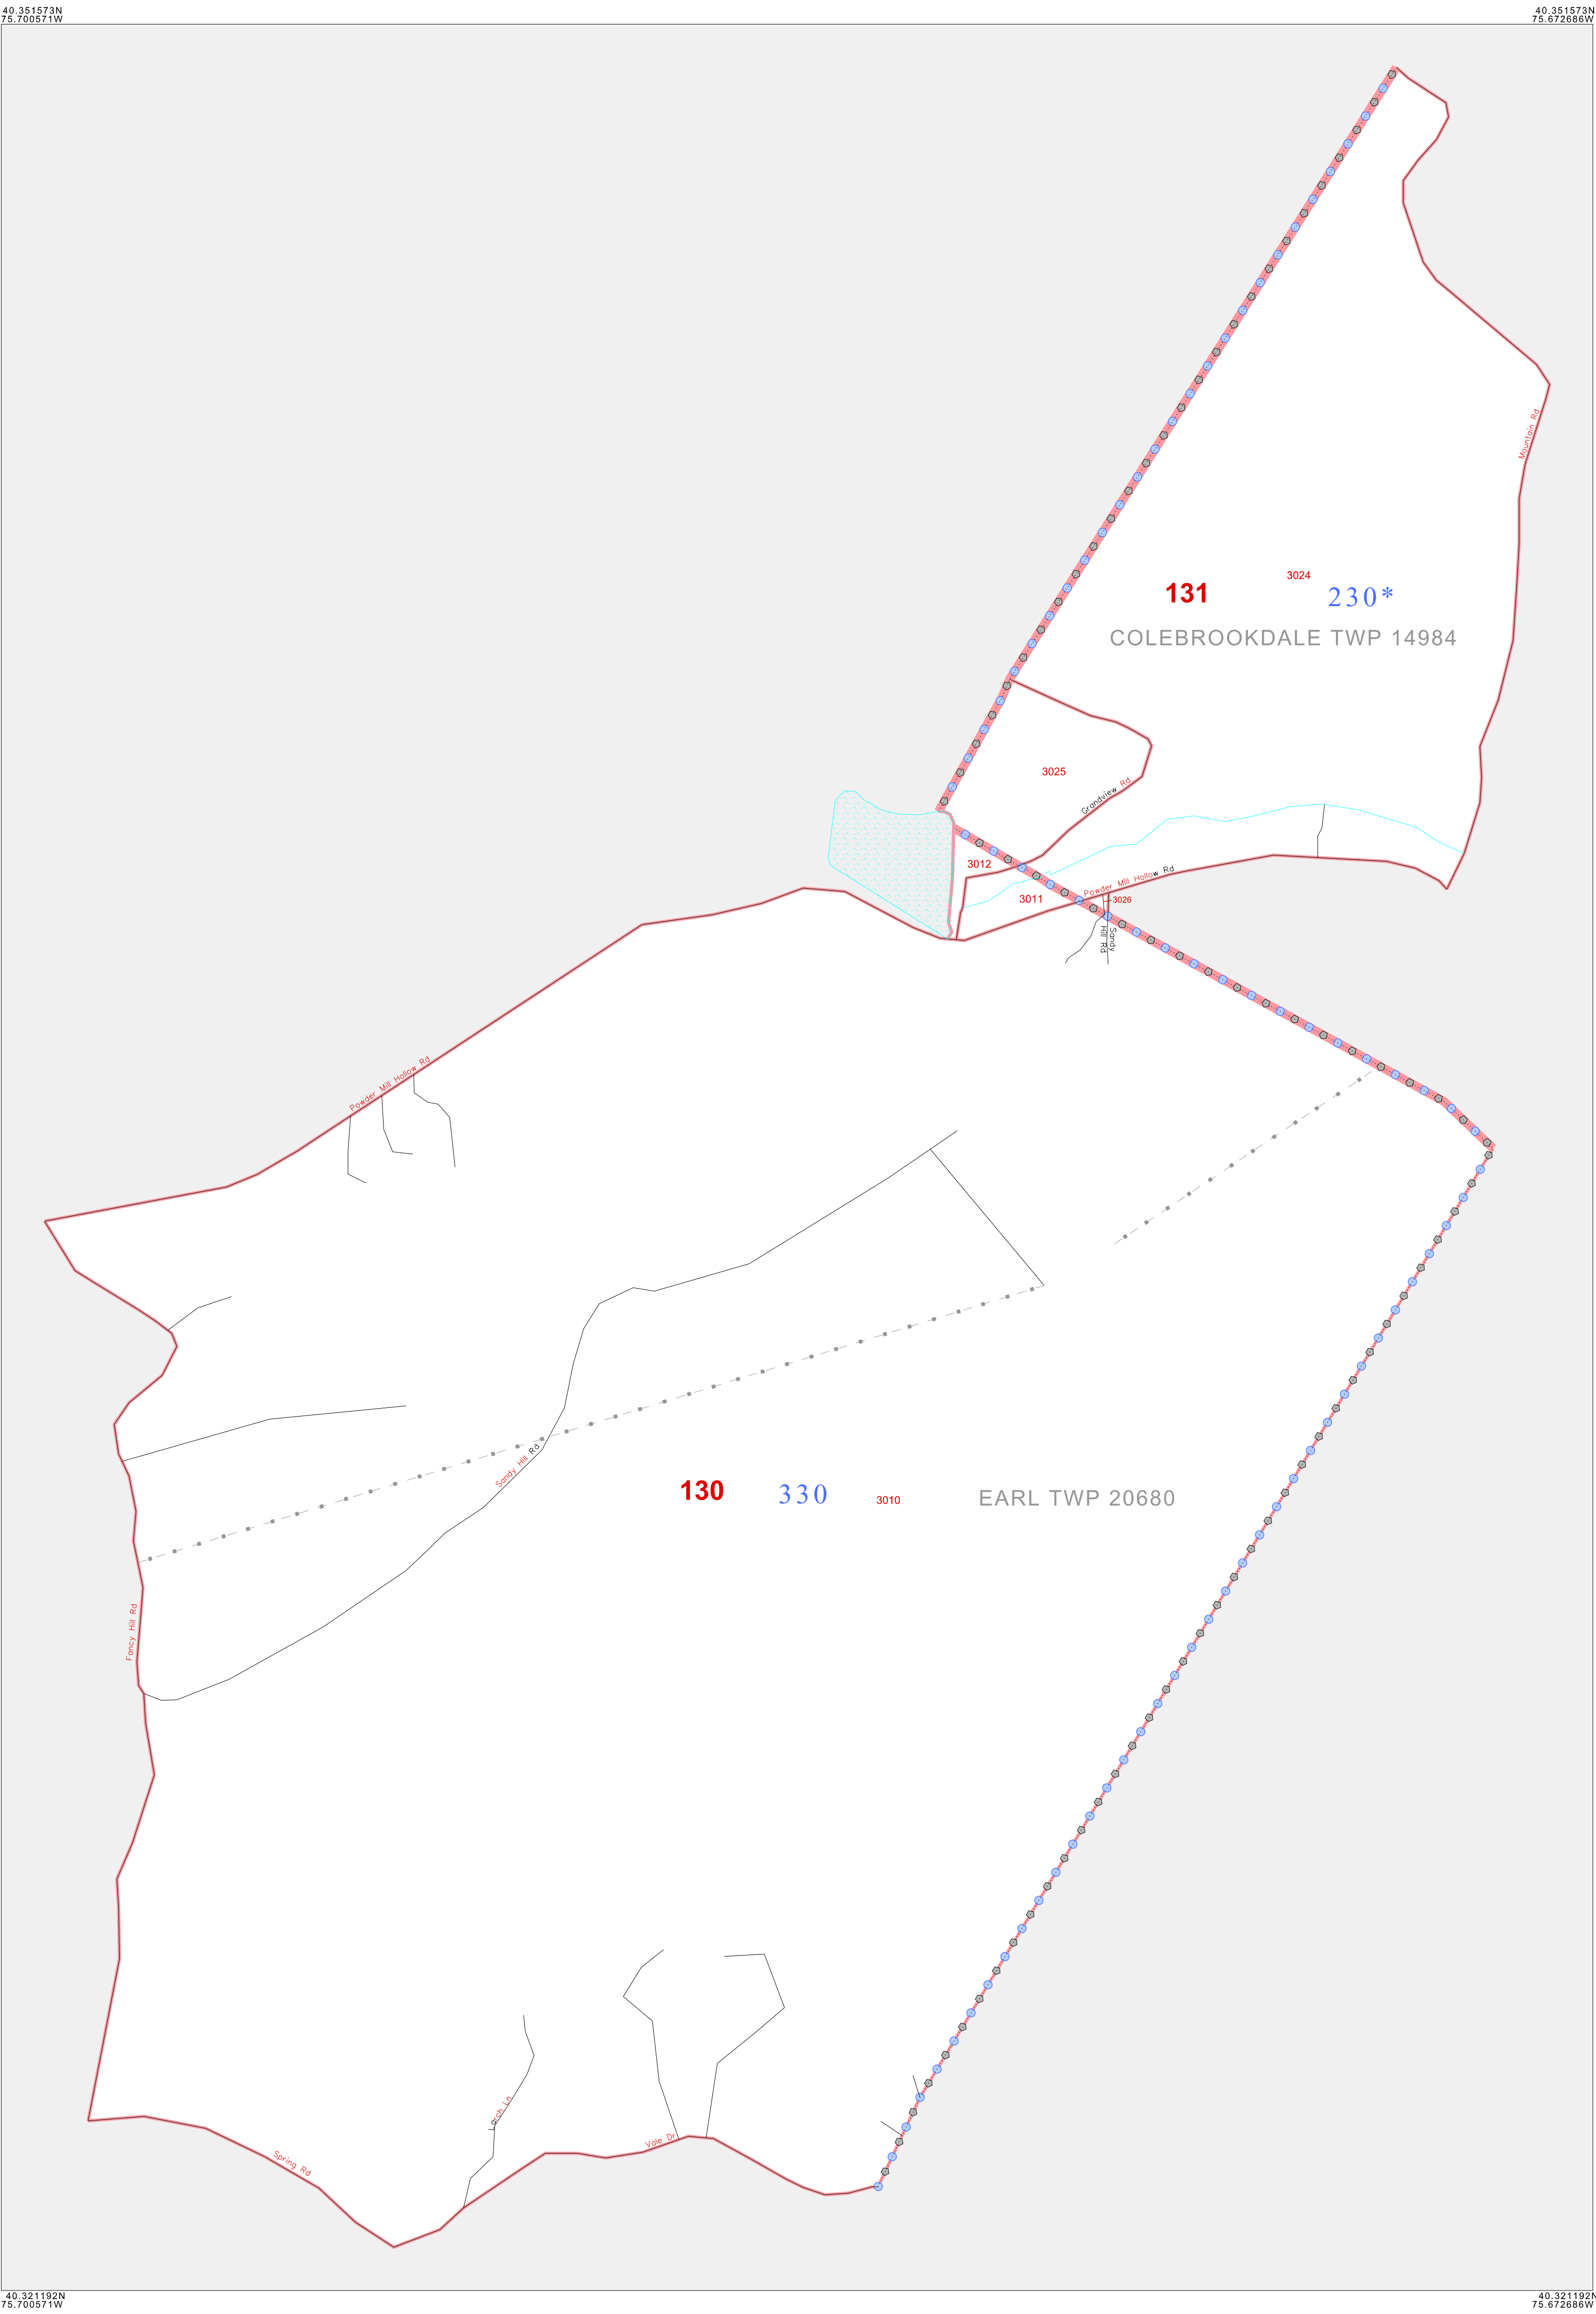 40.351573N
75.700571W
40.351573N
75.672686W
Mountain Rd
3024
131
230*
COLEBROOKDALE TWP 14984
3025
Grandview Rd
3012
Powder Mill Hollow Rd
3011
3026
Sandy
Hill Rd
Powder Mill Hollow Rd
Sandy Hill Rd
130
330
3010
EARL TWP 20680
Fancy Hill Rd
Larch Ln
Vole Dr
Spring Rd
40.321192N
75.700571W
40.321192N
75.672686W